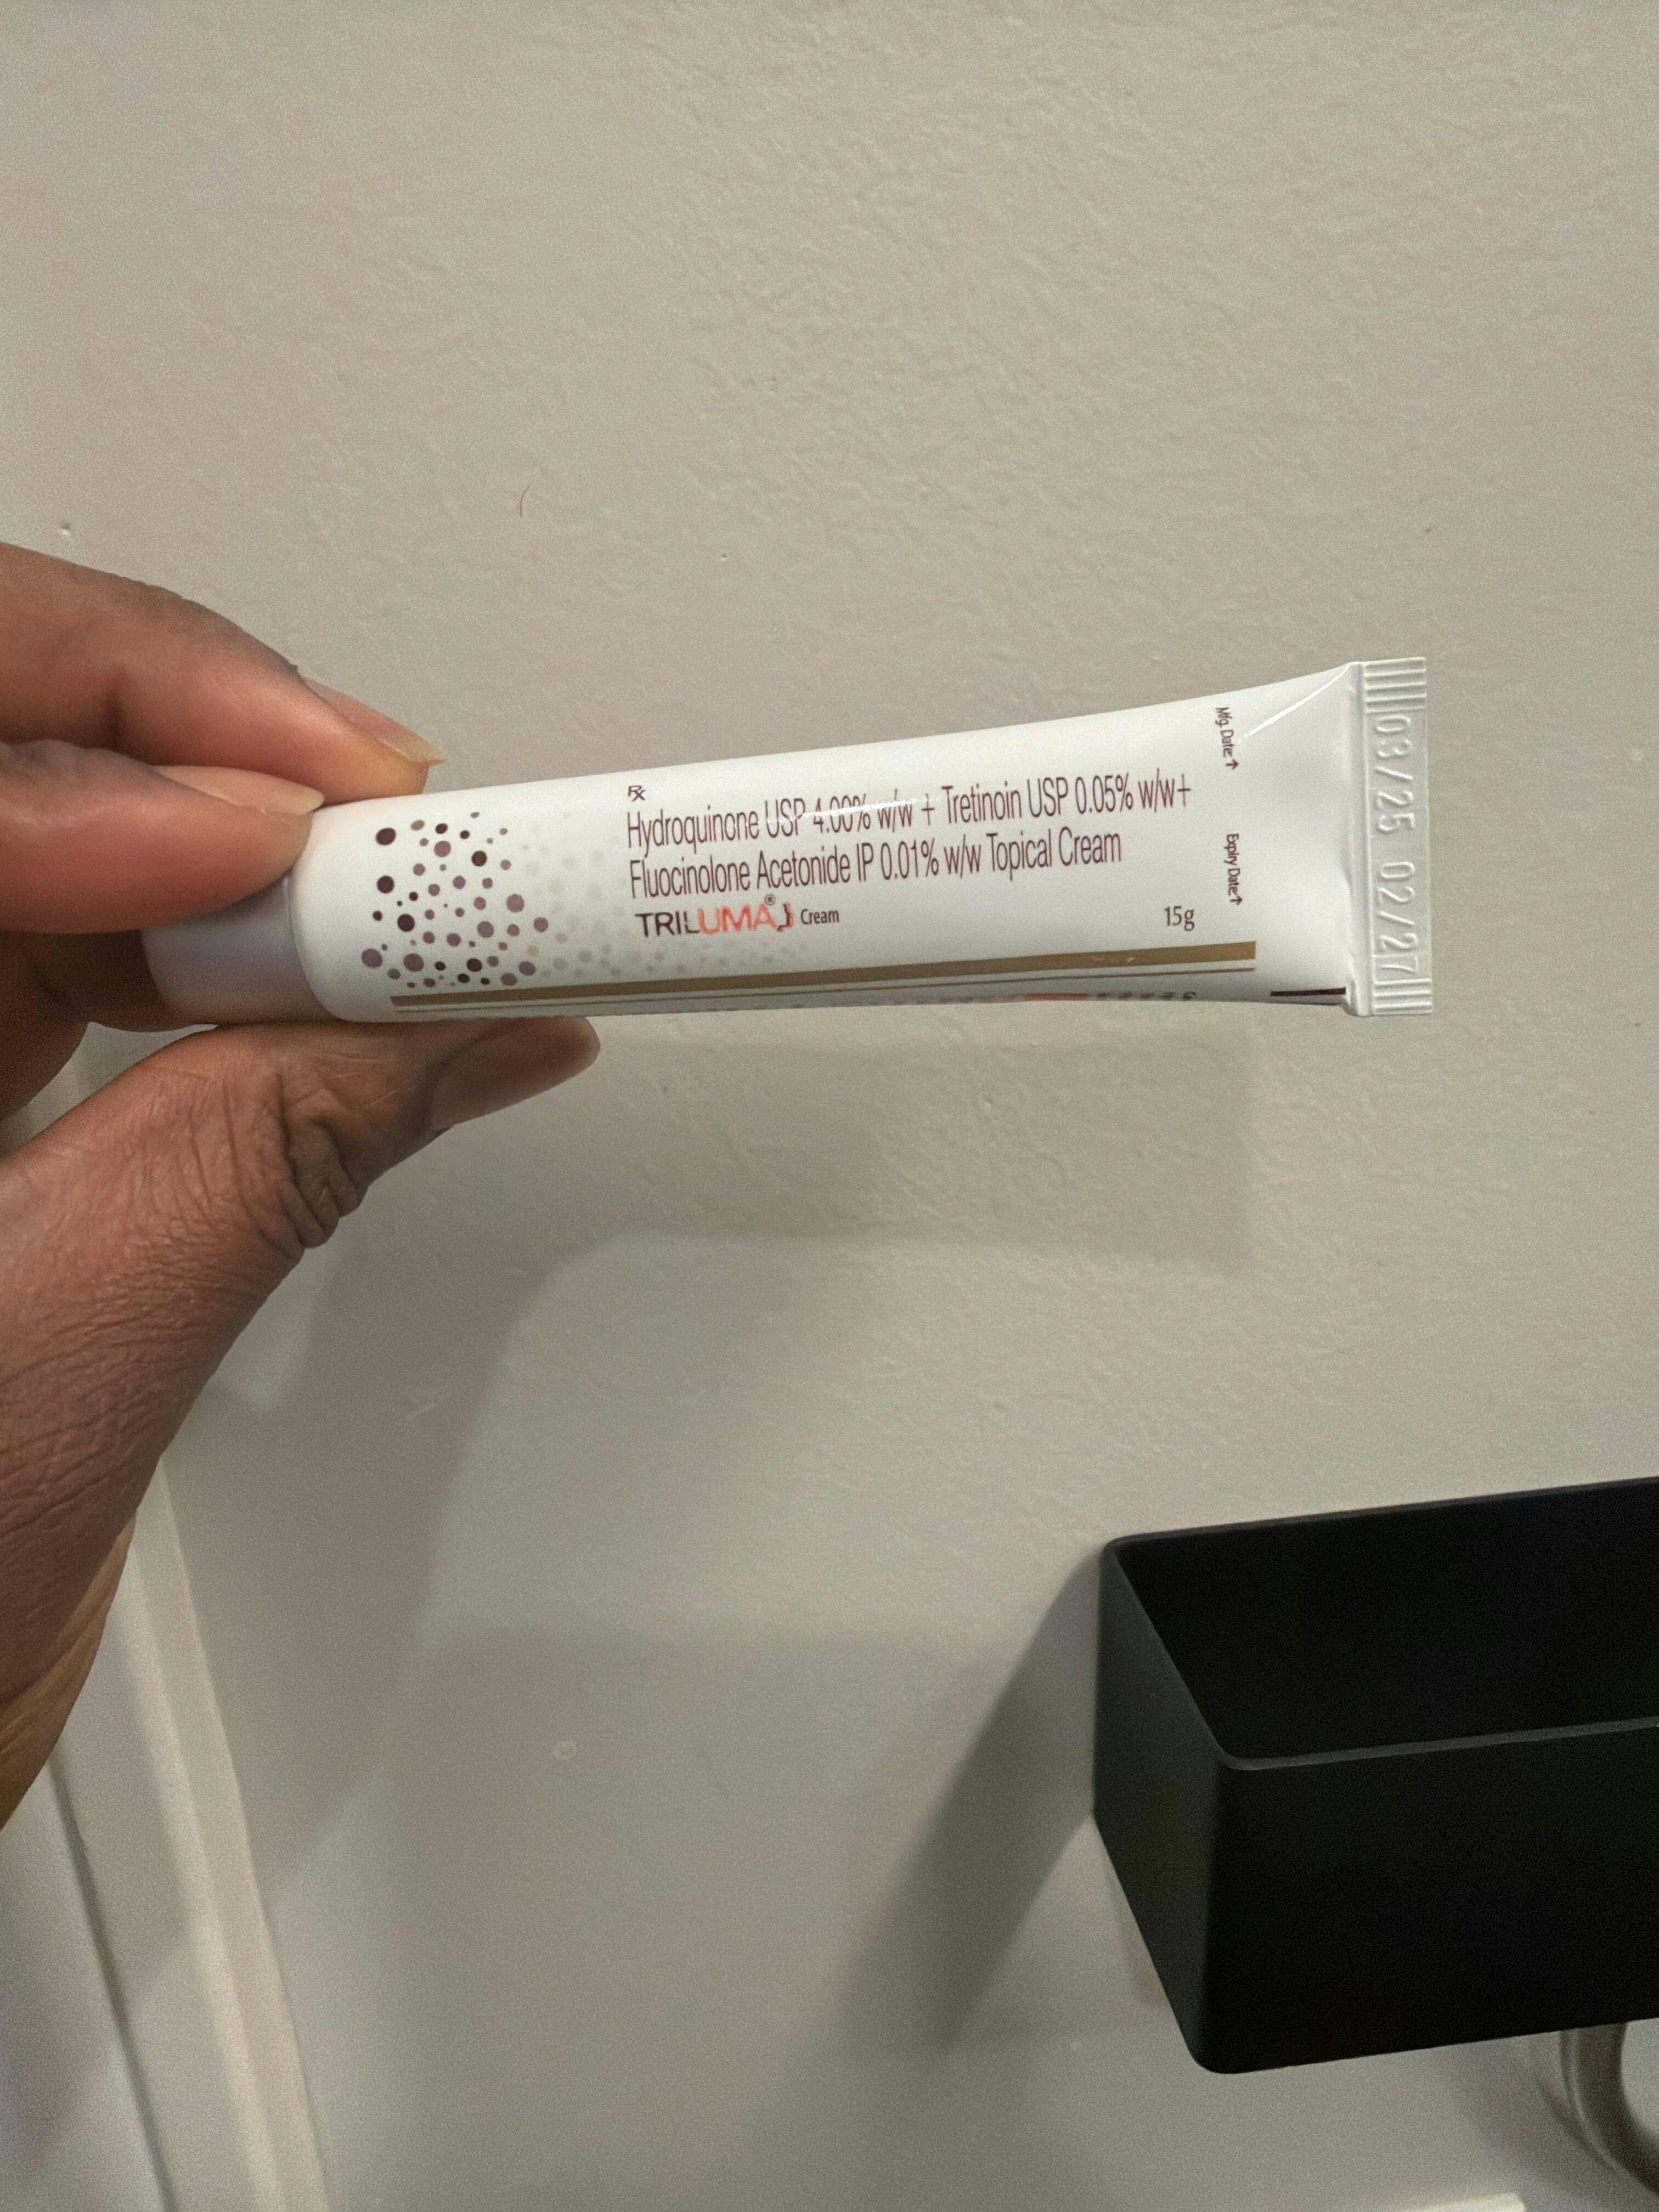 Rx
Hydroquinone USP 4.00% w/w + Tretinoin USP 0.05% w/w+
Fluocinolone Acetonide IP 0.01% w/w Topical Cream
TRILUMA® Cream
15g
Mfg. Date↑
Expiry Date↑
03/25 02/27